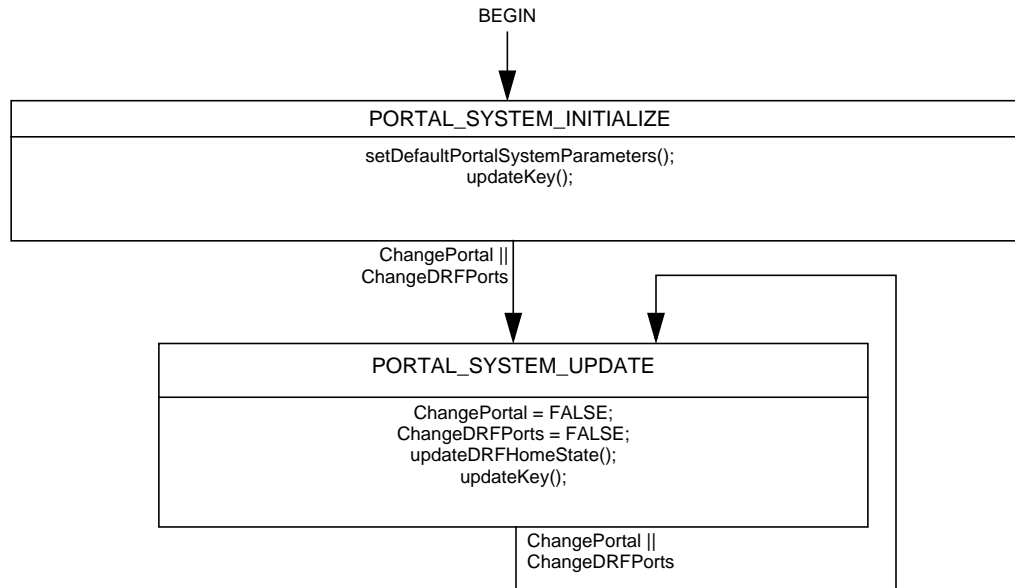 BEGIN
PORTAL_SYSTEM_INITIALIZE
setDefaultPortalSystemParameters();
updateKey();
ChangePortal ||
ChangeDRFPorts
PORTAL_SYSTEM_UPDATE
ChangePortal = FALSE;
ChangeDRFPorts = FALSE;
updateDRFHomeState();
updateKey();
ChangePortal ||
ChangeDRFPorts